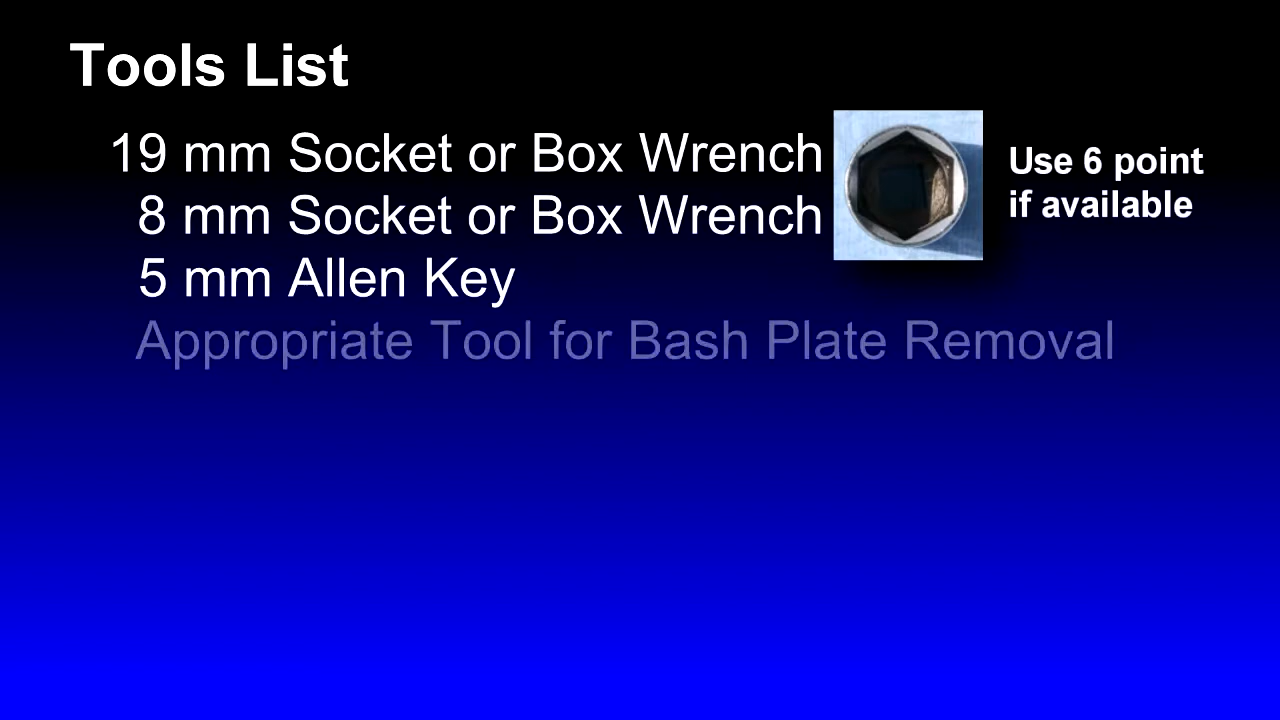 Tools List
19 mm Socket or Box Wrench
8 mm Socket or Box Wrench
5 mm Allen Key
Appropriate Tool for Bash Plate Removal
Use 6 point
if available